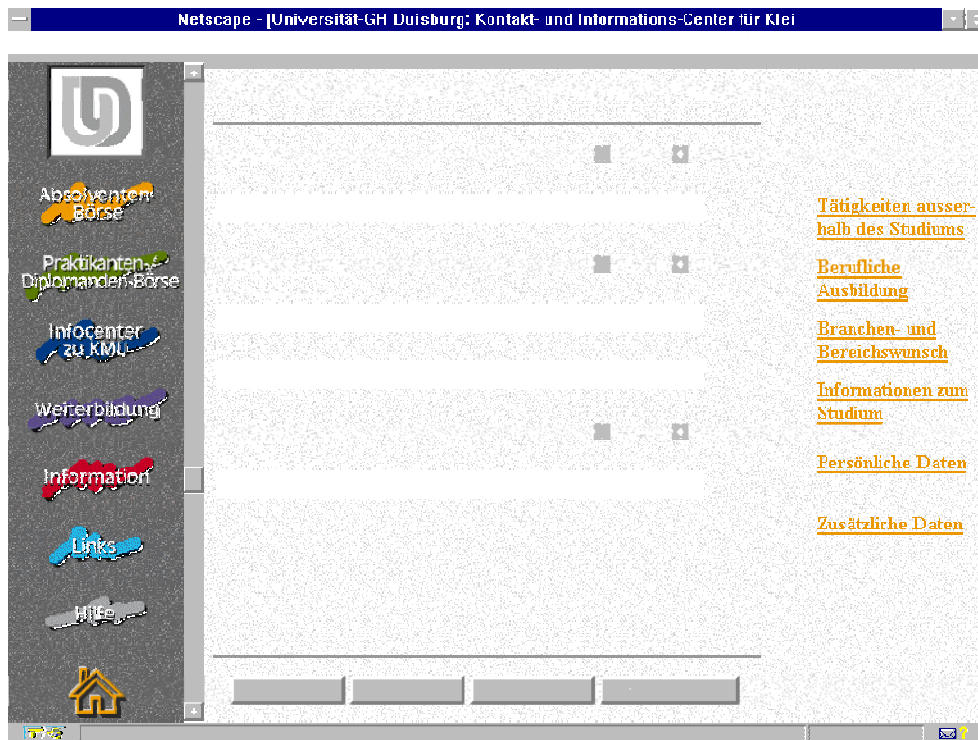 Netscape - [Universität-GH Duisburg: Kontakt- und Informations-Center für Klei
Absolventen-
Börse
Praktikanten-/
Diplomanden-Börse
Infocenter
zu KMU
Weiterbildung
Information
Links
Hilfe
Tätigkeiten ausser-
halb des Studiums
Berufliche
Ausbildung
Branchen- und
Bereichswunsch
Informationen zum
Studium
Persönliche Daten
Zusätzliche Daten